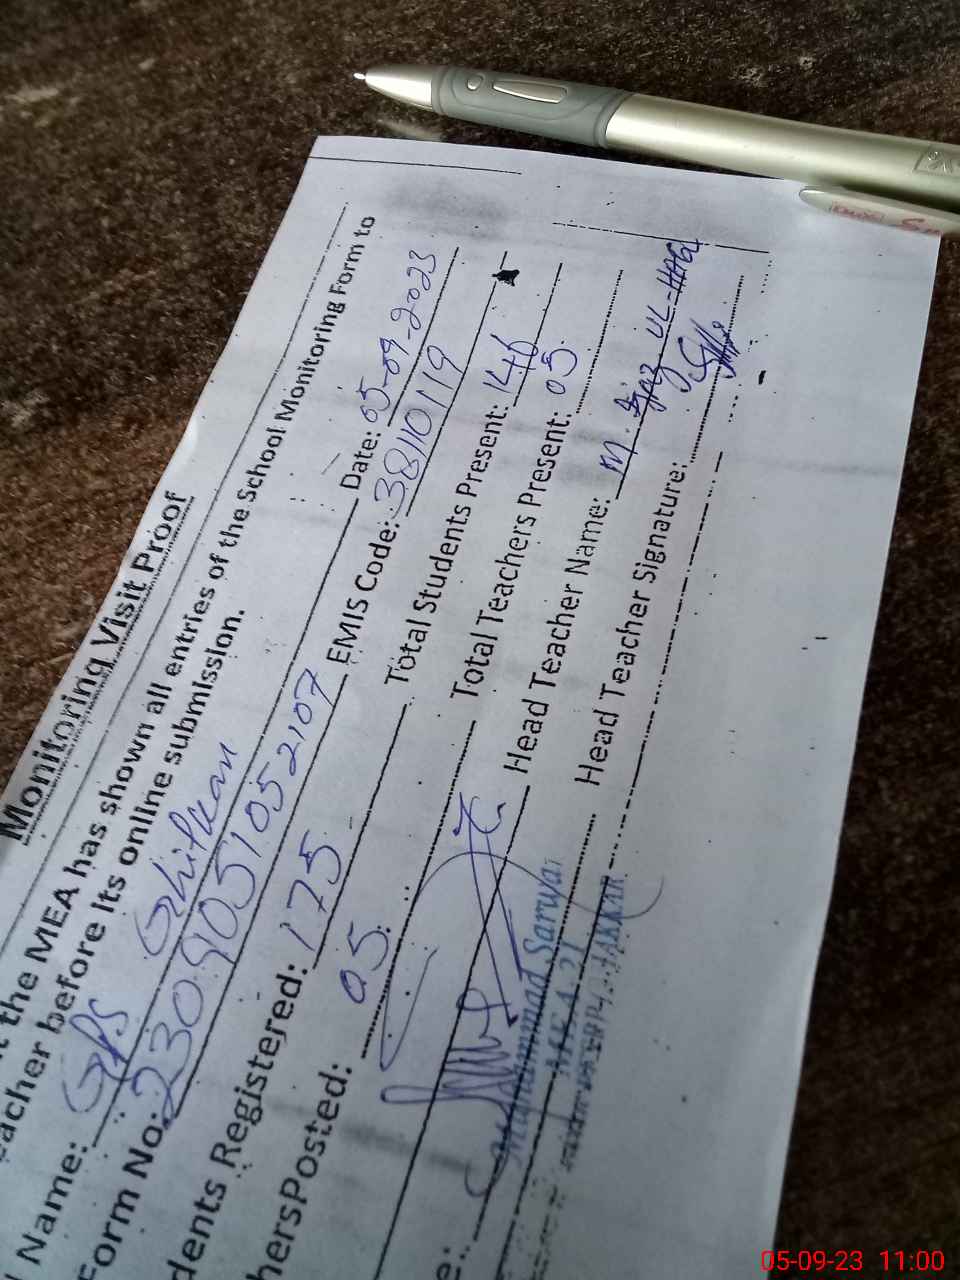 Monitoring Visit Proof
t the MEA has shown all entries of the School Monitoring Form to
eacher before its online submission.
l Name: GPS Ghilkan Date: 05-09-2023
Form No: 2309051052107 EMIS Code: 38110119
dents Registered: 175 Total Students Present: 146
hersPosted: 05 Total Teachers Present: 05
Head Teacher Name: M. Ijaz UL-HAQ
e: Head Teacher Signature:
Muhammad Sarwar
MEA 21
05-09-23 11:00